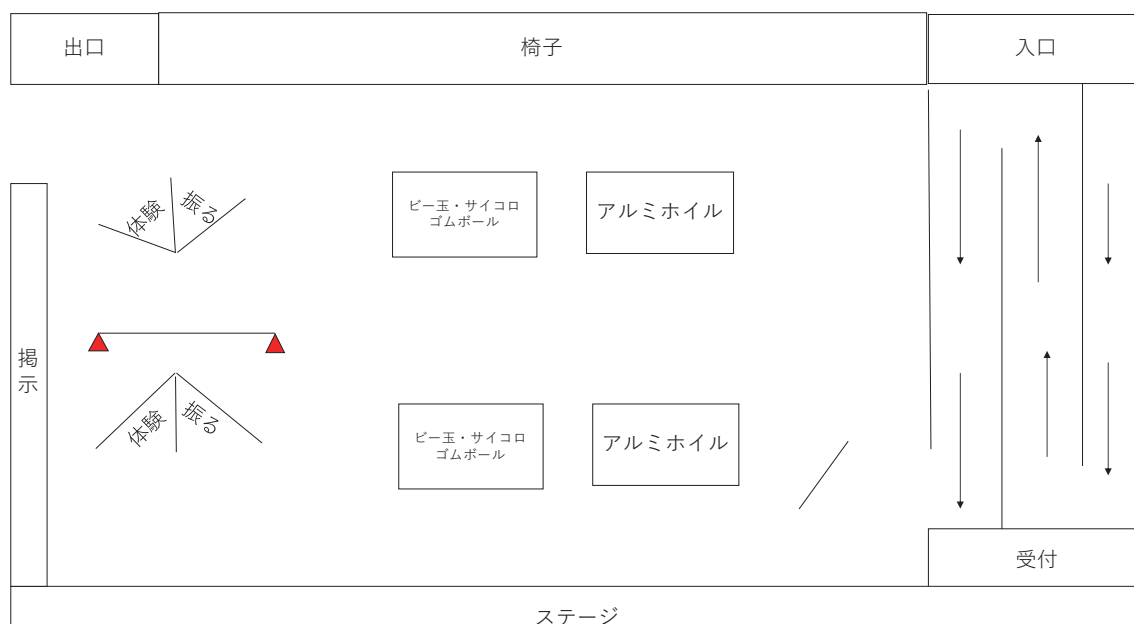 出口
椅子
入口
体験
振る
ビー玉・サイコロ
ゴムボール
アルミホイル
掲示
体験
振る
ビー玉・サイコロ
ゴムボール
アルミホイル
受付
ステージ